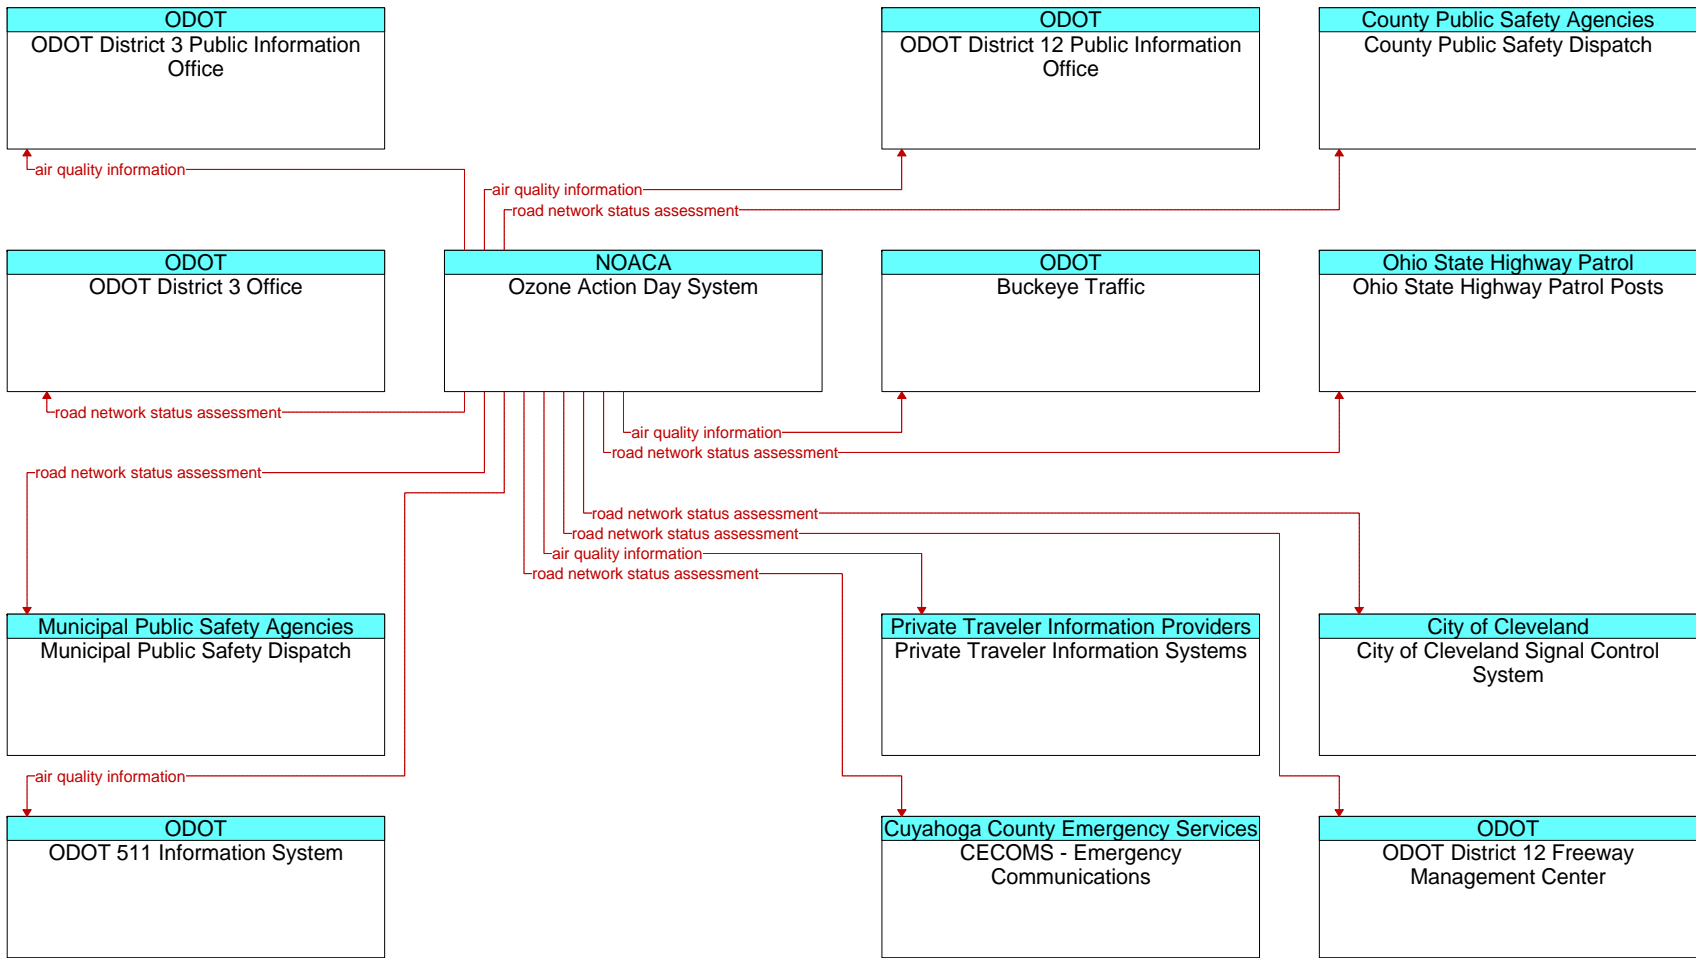 ODOT
ODOT District 3 Public Information
Office
ODOT
ODOT District 12 Public Information
Office
County Public Safety Agencies
County Public Safety Dispatch
air quality information
air quality information
road network status assessment
ODOT
ODOT District 3 Office
NOACA
Ozone Action Day System
ODOT
Buckeye Traffic
Ohio State Highway Patrol
Ohio State Highway Patrol Posts
road network status assessment
air quality information
road network status assessment
road network status assessment
road network status assessment
road network status assessment
air quality information
road network status assessment
Municipal Public Safety Agencies
Municipal Public Safety Dispatch
Private Traveler Information Providers
Private Traveler Information Systems
City of Cleveland
City of Cleveland Signal Control
System
air quality information
ODOT
ODOT 511 Information System
Cuyahoga County Emergency Services
CECOMS - Emergency
Communications
ODOT
ODOT District 12 Freeway
Management Center